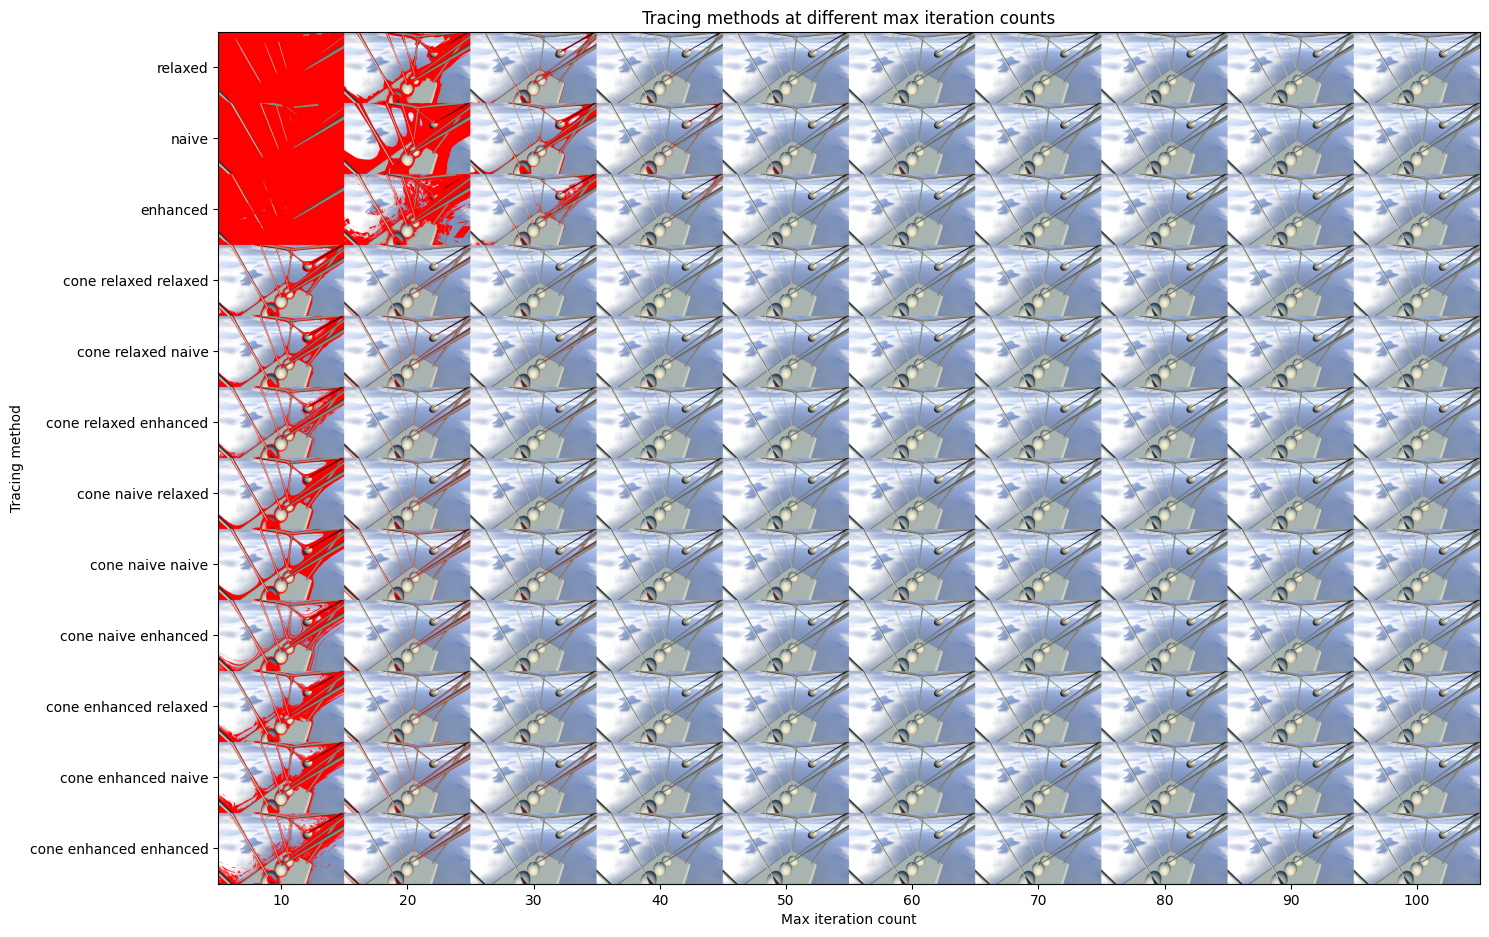 Tracing methods at different max iteration counts
Tracing method
relaxed
naive
enhanced
cone relaxed relaxed
cone relaxed naive
cone relaxed enhanced
cone naive relaxed
cone naive naive
cone naive enhanced
cone enhanced relaxed
cone enhanced naive
cone enhanced enhanced
10 20 30 40 50 60 70 80 90 100
Max iteration count